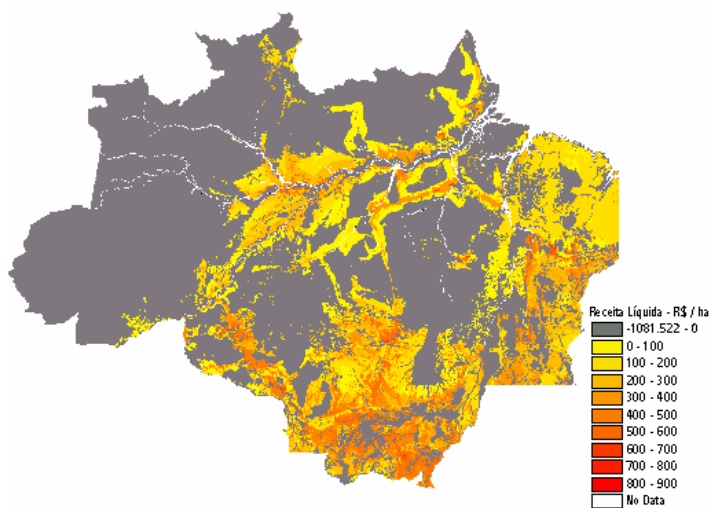 Receita Líquida - R$ / ha
-1081.522 - 0
0 - 100
100 - 200
200 - 300
300 - 400
400 - 500
500 - 600
600 - 700
700 - 800
800 - 900
No Data